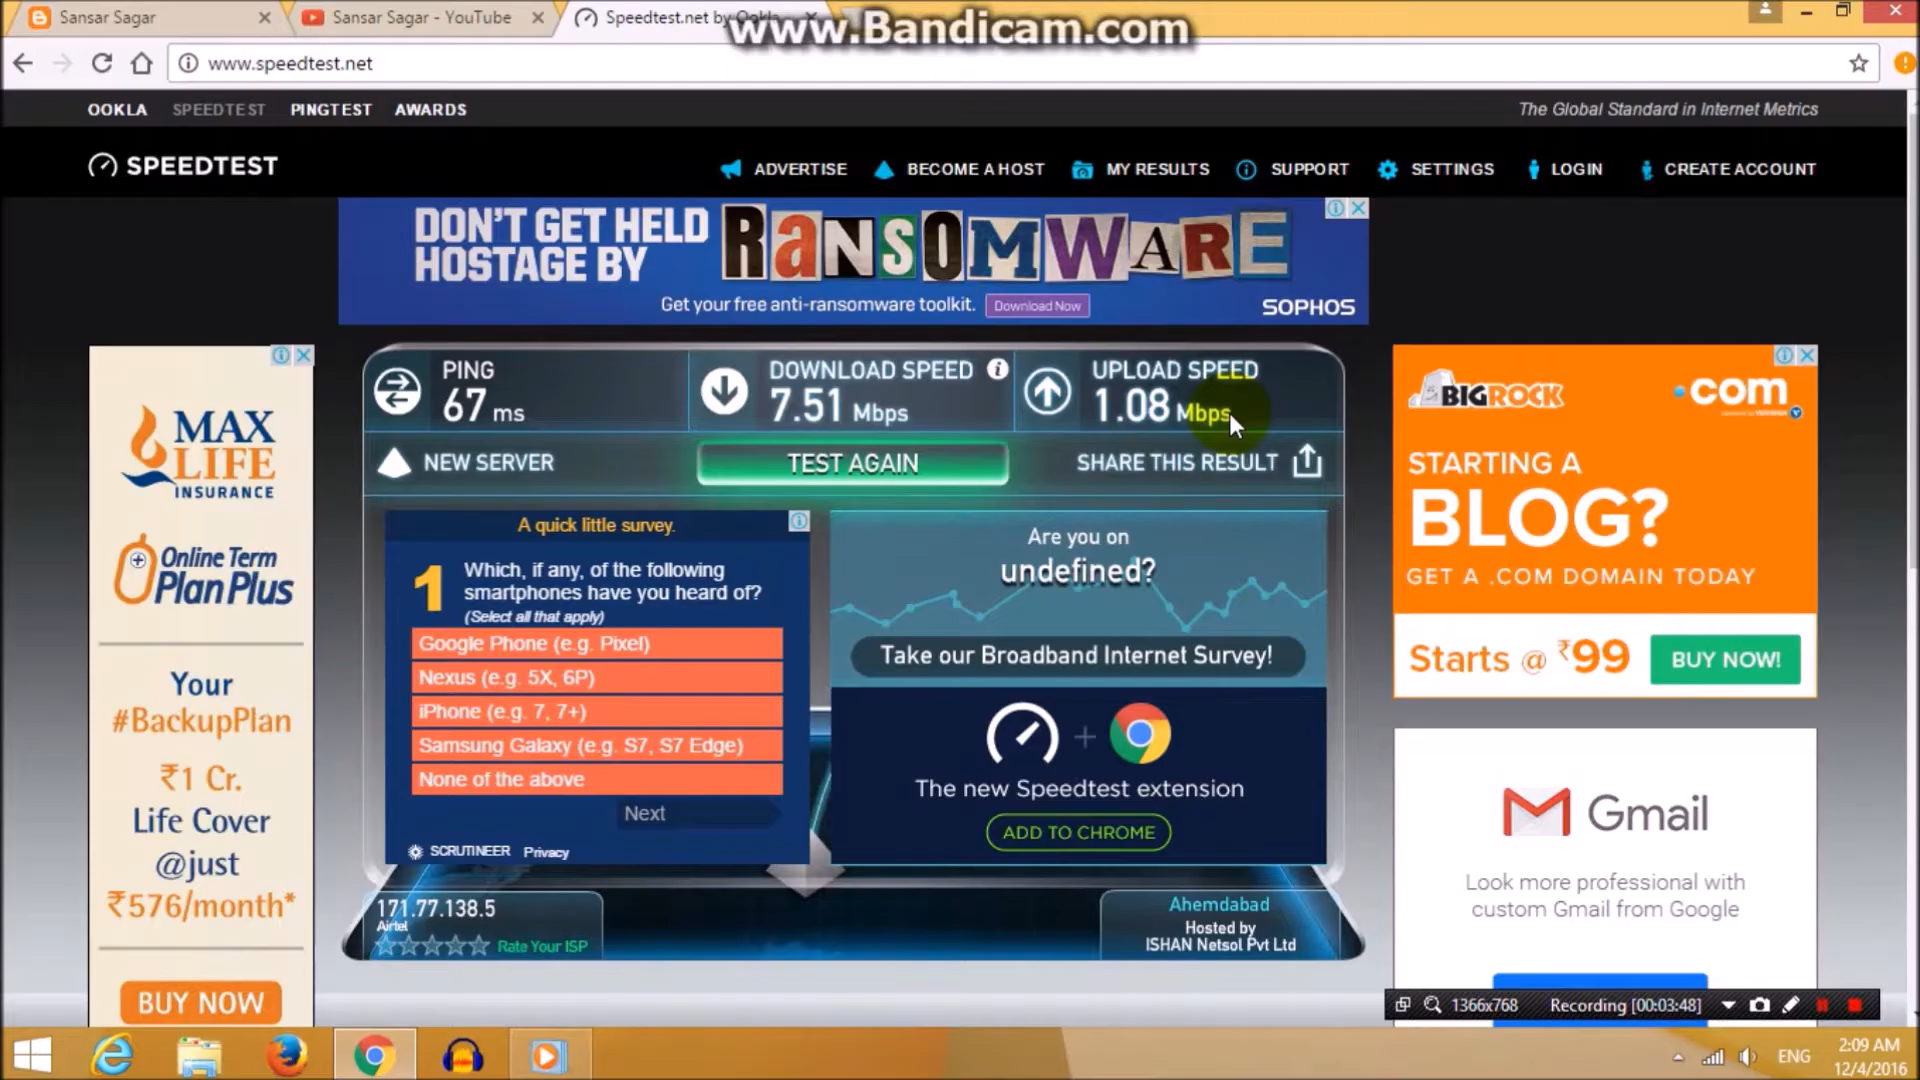 Sansar Sagar
Sansar Sagar - YouTube
Speedtest.net by Ookla
www.Bandicam.com
www.speedtest.net
OOKLA SPEEDTEST PINGTEST AWARDS
The Global Standard in Internet Metrics
SPEEDTEST
ADVERTISE BECOME A HOST MY RESULTS SUPPORT SETTINGS LOGIN CREATE ACCOUNT
DON'T GET HELD
HOSTAGE BY
RaNSOMWARE
Get your free anti-ransomware toolkit. Download Now
SOPHOS
MAX
LIFE
INSURANCE
Online Term
Plan Plus
Your
#BackupPlan
₹1 Cr.
Life Cover
@just
₹576/month*
BUY NOW
PING
67 ms
DOWNLOAD SPEED
7.51 Mbps
UPLOAD SPEED
1.08 Mbps
NEW SERVER
TEST AGAIN
SHARE THIS RESULT
A quick little survey.
1 Which, if any, of the following
smartphones have you heard of?
(Select all that apply)
Google Phone (e.g. Pixel)
Nexus (e.g. 5X, 6P)
iPhone (e.g. 7, 7+)
Samsung Galaxy (e.g. S7, S7 Edge)
None of the above
Next
SCRUTINEER Privacy
Are you on
undefined?
Take our Broadband Internet Survey!
The new Speedtest extension
ADD TO CHROME
171.77.138.5
Airtel
Rate Your ISP
Ahemdabad
Hosted by
ISHAN Netsol Pvt Ltd
BIGROCK
.com
STARTING A
BLOG?
GET A .COM DOMAIN TODAY
Starts @ ₹99
BUY NOW!
Gmail
Look more professional with
custom Gmail from Google
1366x768 Recording [00:03:48]
ENG
2:09 AM
12/4/2016